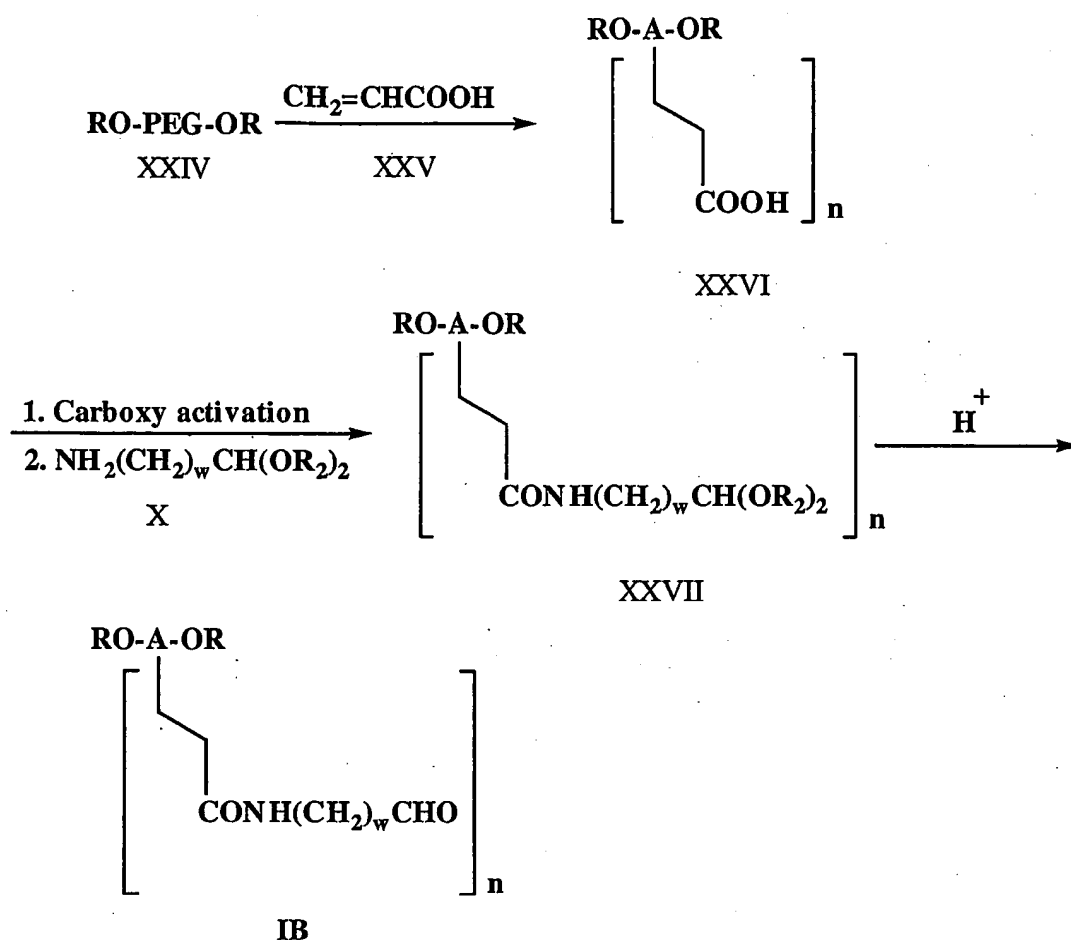 RO-A-OR
CH₂=CHCOOH
RO-PEG-OR
XXIV
XXV
COOH
n
XXVI
RO-A-OR
1. Carboxy activation
2. NH₂(CH₂)wCH(OR₂)₂
X
CONH(CH₂)wCH(OR₂)₂
n
H⁺
XXVII
RO-A-OR
CONH(CH₂)wCHO
n
IB